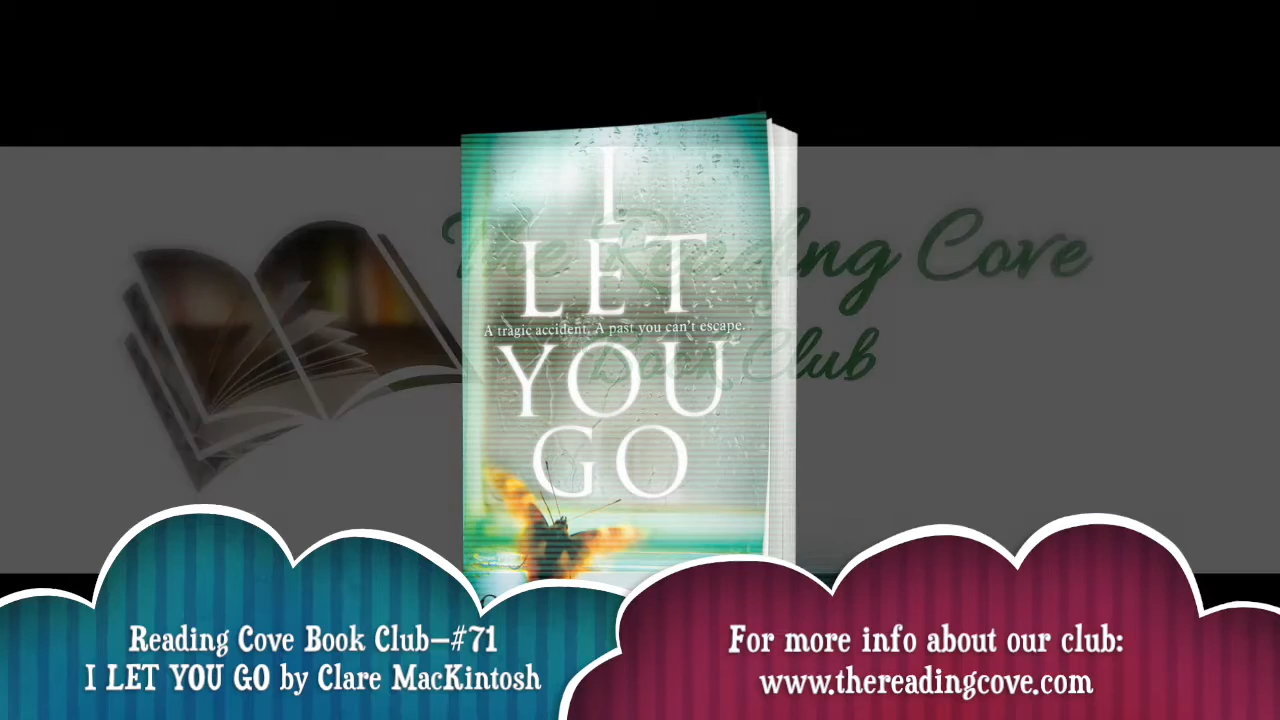 The Reading Cove
Book Club
I
LET
A tragic accident. A past you can't escape.
YOU
GO
Reading Cove Book Club—#71
I LET YOU GO by Clare MacKintosh
For more info about our club:
www.thereadingcove.com